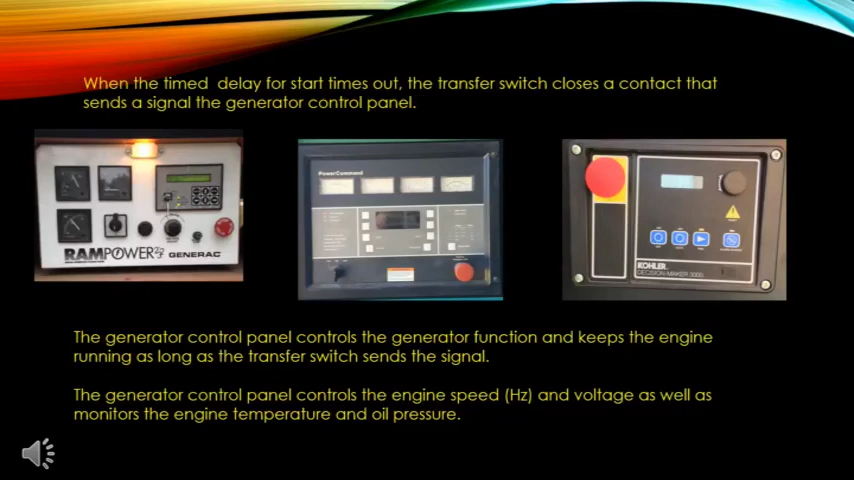 When the timed  delay for start times out, the transfer switch closes a contact that
sends a signal the generator control panel.
RAMPOWER 24/7 GENERAC
PowerCommand
KOHLER
DECISION-MAKER 3000
The generator control panel controls the generator function and keeps the engine
running as long as the transfer switch sends the signal.
The generator control panel controls the engine speed (Hz) and voltage as well as
monitors the engine temperature and oil pressure.